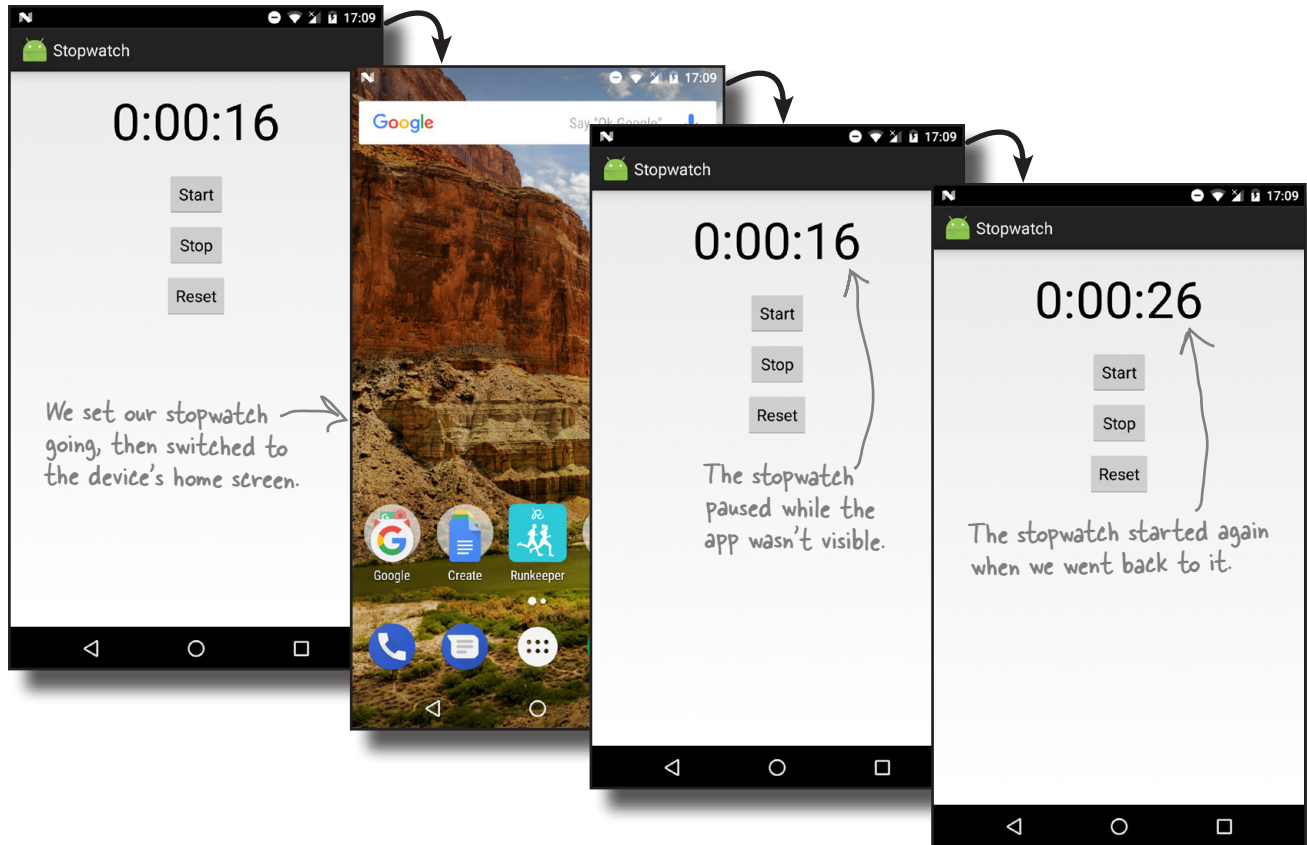 17:09
Stopwatch
0:00:16
Start
Stop
Reset
We set our stopwatch
going, then switched to
the device's home screen.
17:09
Google
Say "Ok Google"
Google
Create
Runkeeper
17:09
Stopwatch
0:00:16
Start
Stop
Reset
The stopwatch
paused while the
app wasn't visible.
17:09
Stopwatch
0:00:26
Start
Stop
Reset
The stopwatch started again
when we went back to it.